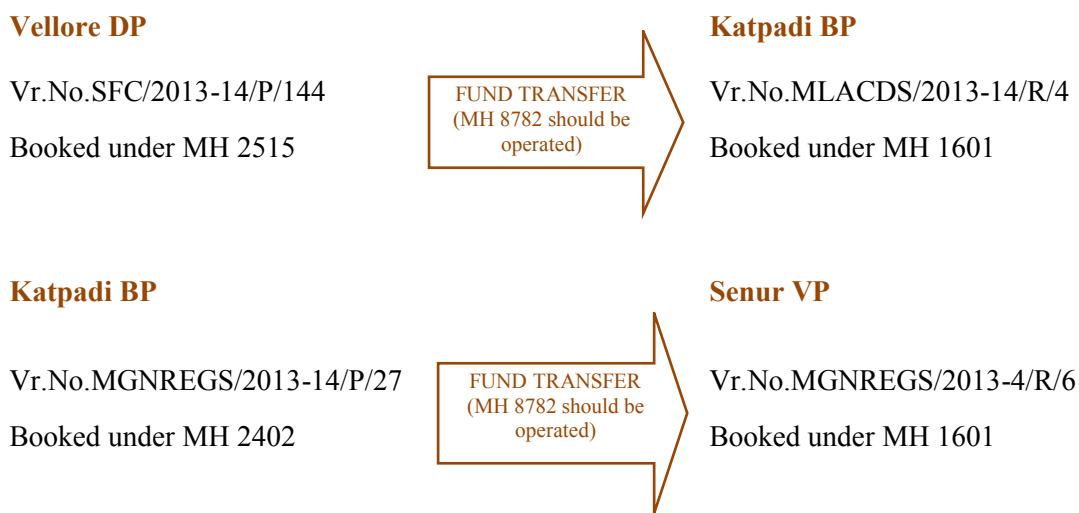 Vellore DP
Katpadi BP
Vr.No.SFC/2013-14/P/144
FUND TRANSFER
(MH 8782 should be
operated)
Vr.No.MLACDS/2013-14/R/4
Booked under MH 2515
Booked under MH 1601
Katpadi BP
Senur VP
Vr.No.MGNREGS/2013-14/P/27
FUND TRANSFER
(MH 8782 should be
operated)
Vr.No.MGNREGS/2013-4/R/6
Booked under MH 2402
Booked under MH 1601